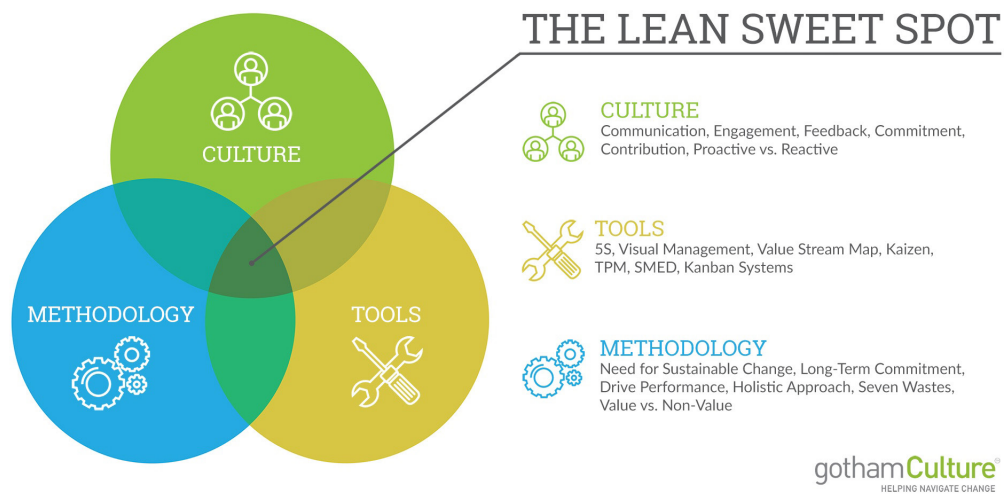 THE LEAN SWEET SPOT
CULTURE
METHODOLOGY
TOOLS
CULTURE
Communication, Engagement, Feedback, Commitment,
Contribution, Proactive vs. Reactive
TOOLS
5S, Visual Management, Value Stream Map, Kaizen,
TPM, SMED, Kanban Systems
METHODOLOGY
Need for Sustainable Change, Long-Term Commitment,
Drive Performance, Holistic Approach, Seven Wastes,
Value vs. Non-Value
gothamCulture®
HELPING NAVIGATE CHANGE